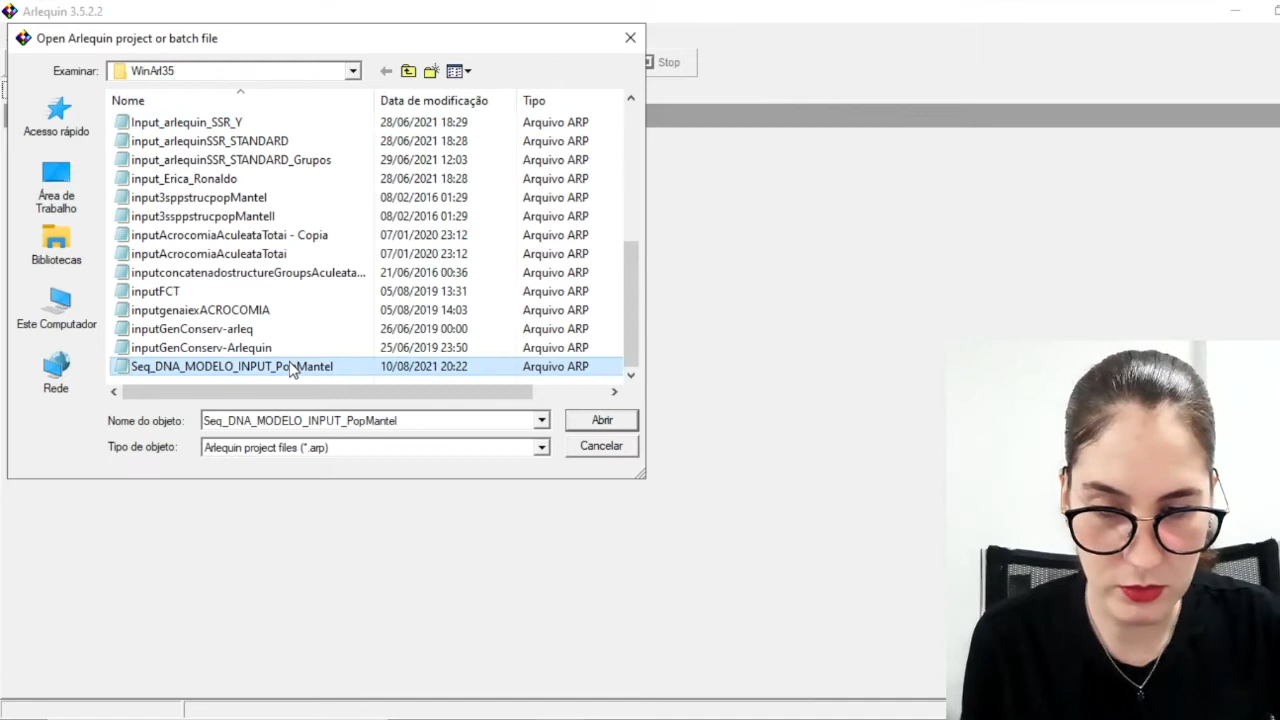 Arlequin 3.5.2.2
Open Arlequin project or batch file
Stop
Examinar: WinArl35
Nome Data de modificação Tipo
Input_arlequin_SSR_Y 28/06/2021 18:29 Arquivo ARP
input_arlequinSSR_STANDARD 28/06/2021 18:28 Arquivo ARP
input_arlequinSSR_STANDARD_Grupos 29/06/2021 12:03 Arquivo ARP
input_Erica_Ronaldo 28/06/2021 18:28 Arquivo ARP
input3sppstrucpopMantel 08/02/2016 01:29 Arquivo ARP
input3ssppstrucpopMantell 08/02/2016 01:29 Arquivo ARP
inputAcrocomiaAculeataTotai - Copia 07/01/2020 23:12 Arquivo ARP
inputAcrocomiaAculeataTotai 07/01/2020 23:12 Arquivo ARP
inputconcatenadostructureGroupsAculeata... 21/06/2016 00:36 Arquivo ARP
inputFCT 05/08/2019 13:31 Arquivo ARP
inputgenaiexACROCOMIA 05/08/2019 14:03 Arquivo ARP
inputGenConserv-arleq 26/06/2019 00:00 Arquivo ARP
inputGenConserv-Arlequin 25/06/2019 23:50 Arquivo ARP
Seq_DNA_MODELO_INPUT_PopMantel 10/08/2021 20:22 Arquivo ARP
Acesso rápido
Área de
Trabalho
Bibliotecas
Este Computador
Rede
Nome do objeto: Seq_DNA_MODELO_INPUT_PopMantel Abrir
Tipo de objeto: Arlequin project files (*.arp) Cancelar